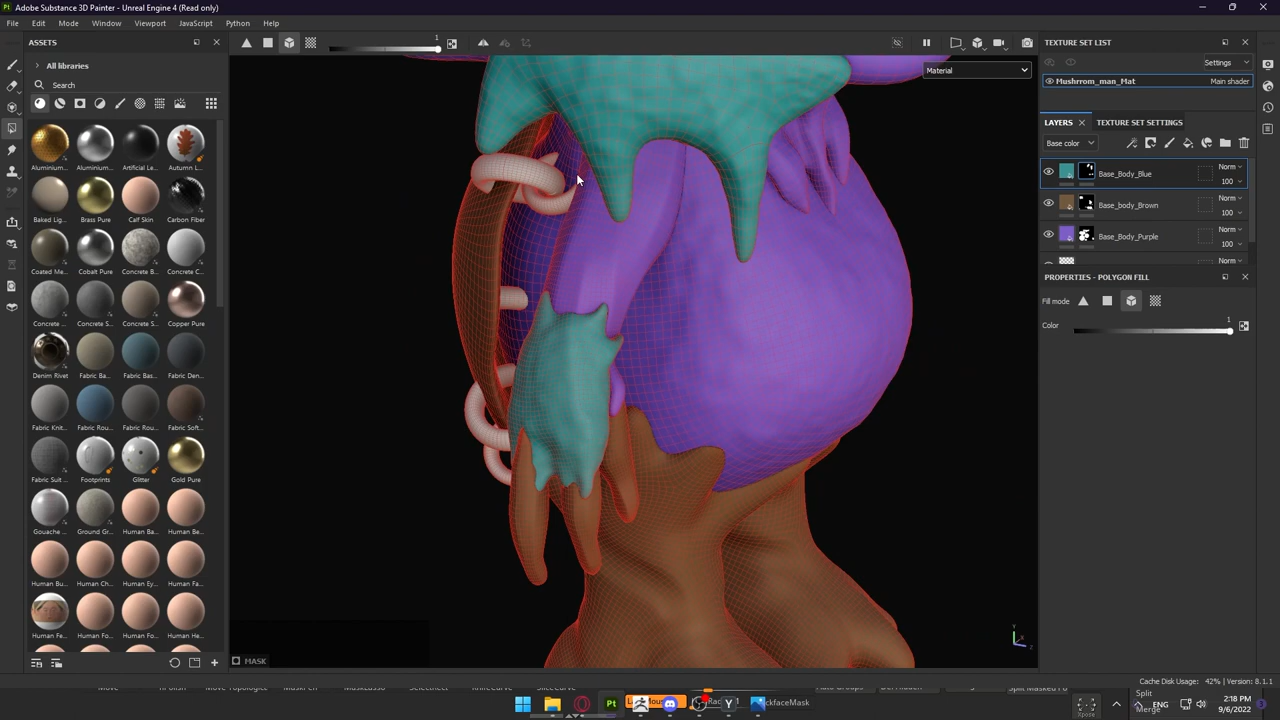 Adobe Substance 3D Painter - Unreal Engine 4 (Read only)
File Edit Mode Window Viewport JavaScript Python Help
ASSETS
All libraries
Search
Aluminium...
Aluminium...
Artificial Le...
Autumn L...
Baked Lig...
Brass Pure
Calf Skin
Carbon Fiber
Coated Me...
Cobalt Pure
Concrete B...
Concrete C...
Concrete ...
Concrete S...
Concrete S...
Copper Pure
Denim Rivet
Fabric Ba...
Fabric Bas...
Fabric Den...
Fabric Knit...
Fabric Rou...
Fabric Rou...
Fabric Soft...
Fabric Suit ...
Footprints
Glitter
Gold Pure
Gouache ...
Ground Gr...
Human Ba...
Human Be...
Human Bu...
Human Ch...
Human Ey...
Human Fa...
Human Fe...
Human Fo...
Human Fo...
Human He...
1
Material
MASK
Y
TEXTURE SET LIST
Settings
Mushrrom_man_Mat Main shader
LAYERS TEXTURE SET SETTINGS
Base color
Base_Body_Blue Norm 100
Base_body_Brown Norm 100
Base_Body_Purple Norm 100
Norm
PROPERTIES - POLYGON FILL
Fill mode
Color 1
Cache Disk Usage: 42% | Version: 8.1.1
ckfaceMask
Split
Merge
ENG
2:18 PM
9/6/2022